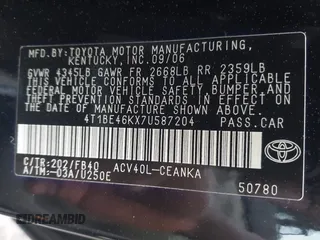 MFD. BY: TOYOTA MOTOR MANUFACTURING,
KENTUCKY, INC. 09/06
GVWR 4345LB GAWR FR 2668LB RR 2359LB
THIS VEHICLE CONFORMS TO ALL APPLICABLE
FEDERAL MOTOR VEHICLE SAFETY, BUMPER, AND
THEFT PREVENTION STANDARDS IN EFFECT ON
THE DATE OF MANUFACTURE SHOWN ABOVE.
4T1BE46KX7U587204 PASS.CAR
C/TR:202/FB40 ACV40L-CEANKA
A/TM:-03A/U250E
50780
DREAMBID